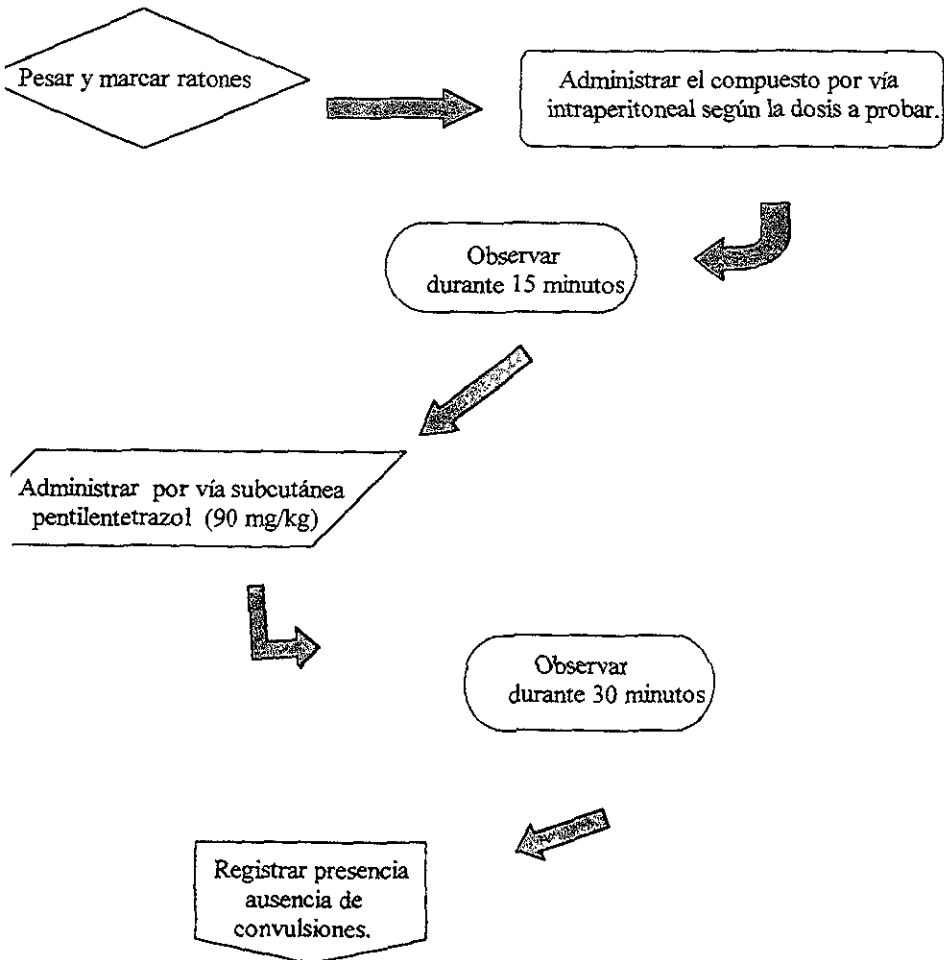 Pesar y marcar ratones
Administrar el compuesto por vía
intraperitoneal según la dosis a probar.
Observar
durante 15 minutos
Administrar por vía subcutánea
pentilentetrazol (90 mg/kg)
Observar
durante 30 minutos
Registrar presencia
ausencia de
convulsiones.